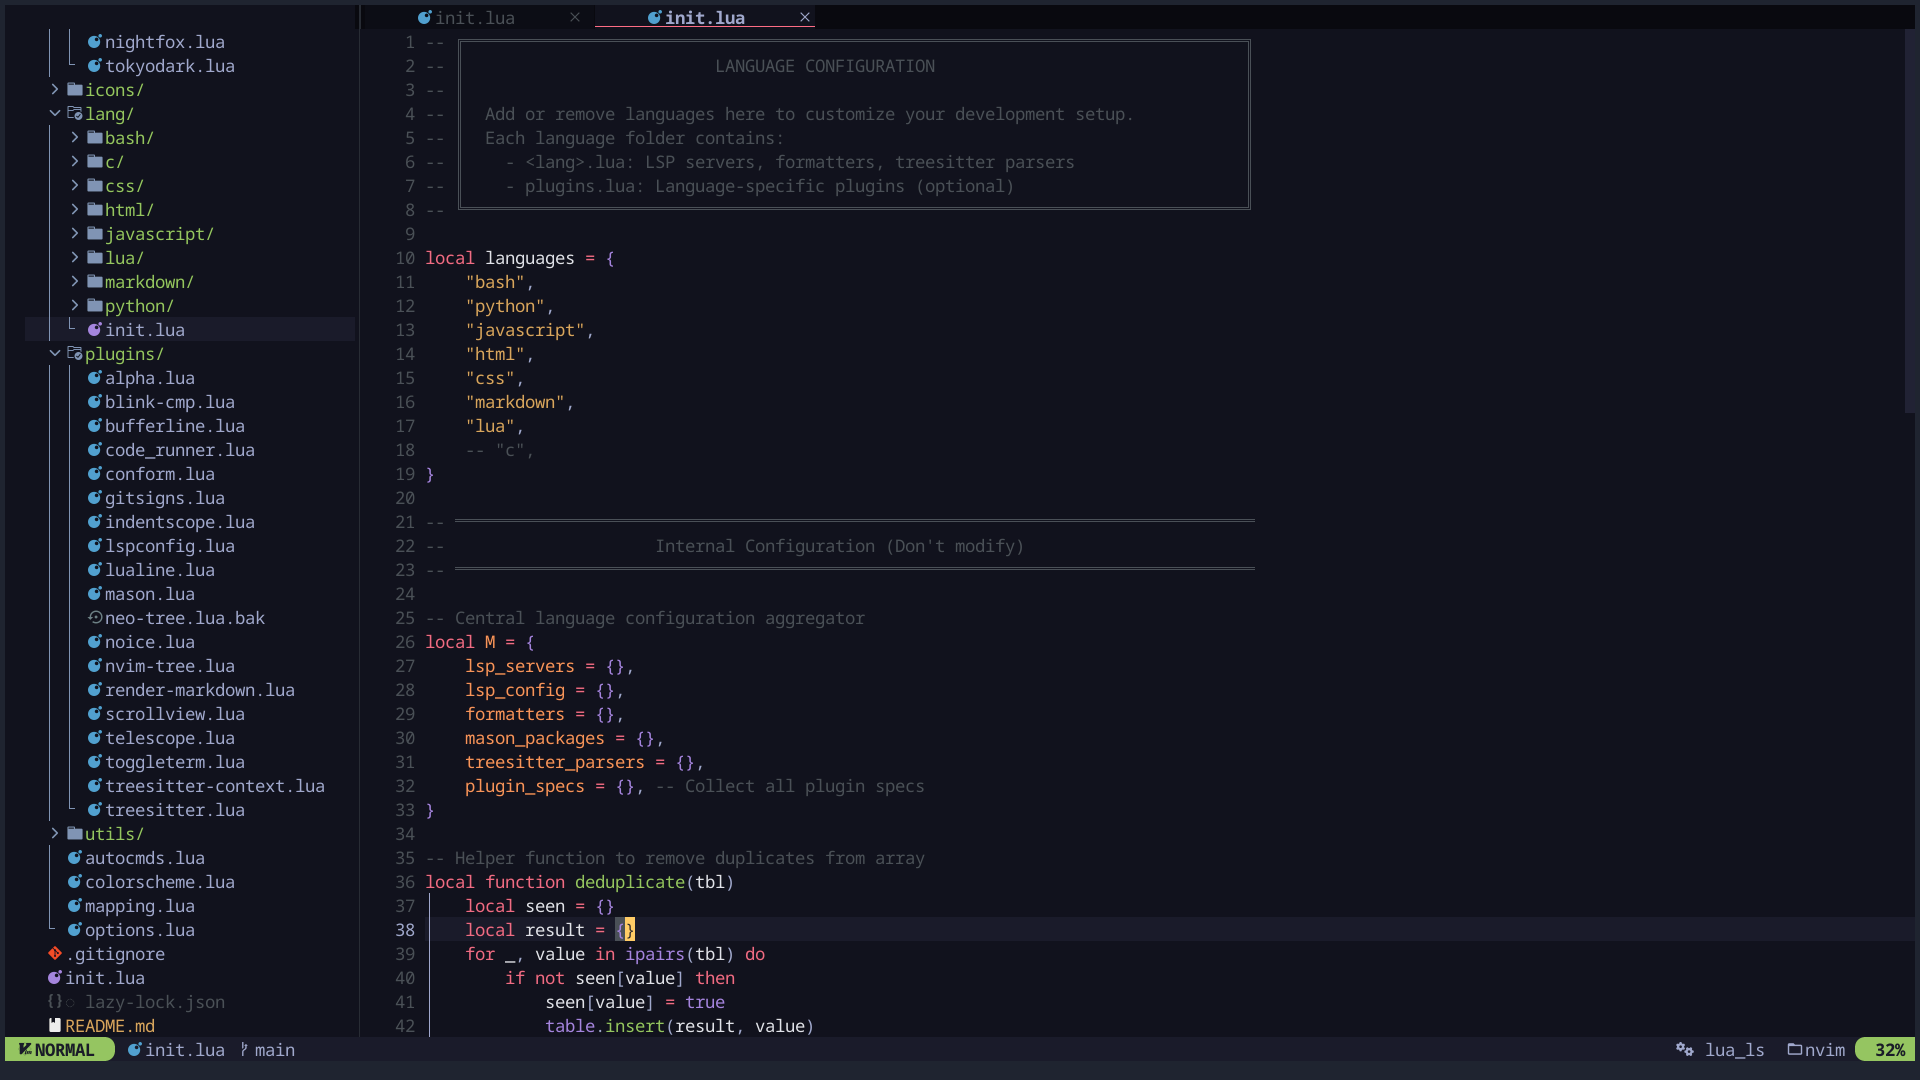 nightfox.lua
tokyodark.lua
icons/
lang/
bash/
c/
css/
html/
javascript/
lua/
markdown/
python/
init.lua
plugins/
alpha.lua
blink-cmp.lua
bufferline.lua
code_runner.lua
conform.lua
gitsigns.lua
indentscope.lua
lspconfig.lua
lualine.lua
mason.lua
neo-tree.lua.bak
noice.lua
nvim-tree.lua
render-markdown.lua
scrollview.lua
telescope.lua
toggleterm.lua
treesitter-context.lua
treesitter.lua
utils/
autocmds.lua
colorscheme.lua
mapping.lua
options.lua
.gitignore
init.lua
{} lazy-lock.json
README.md
init.lua × init.lua ×
1 --
2 -- LANGUAGE CONFIGURATION
3 --
4 -- Add or remove languages here to customize your development setup.
5 -- Each language folder contains:
6 -- - <lang>.lua: LSP servers, formatters, treesitter parsers
7 -- - plugins.lua: Language-specific plugins (optional)
8 --
9
10 local languages = {
11 "bash",
12 "python",
13 "javascript",
14 "html",
15 "css",
16 "markdown",
17 "lua",
18 -- "c",
19 }
20
21 --
22 -- Internal Configuration (Don't modify)
23 --
24
25 -- Central language configuration aggregator
26 local M = {
27 lsp_servers = {},
28 lsp_config = {},
29 formatters = {},
30 mason_packages = {},
31 treesitter_parsers = {},
32 plugin_specs = {}, -- Collect all plugin specs
33 }
34
35 -- Helper function to remove duplicates from array
36 local function deduplicate(tbl)
37 local seen = {}
38 local result = {}
39 for _, value in ipairs(tbl) do
40 if not seen[value] then
41 seen[value] = true
42 table.insert(result, value)
NORMAL init.lua main lua_ls nvim 32%